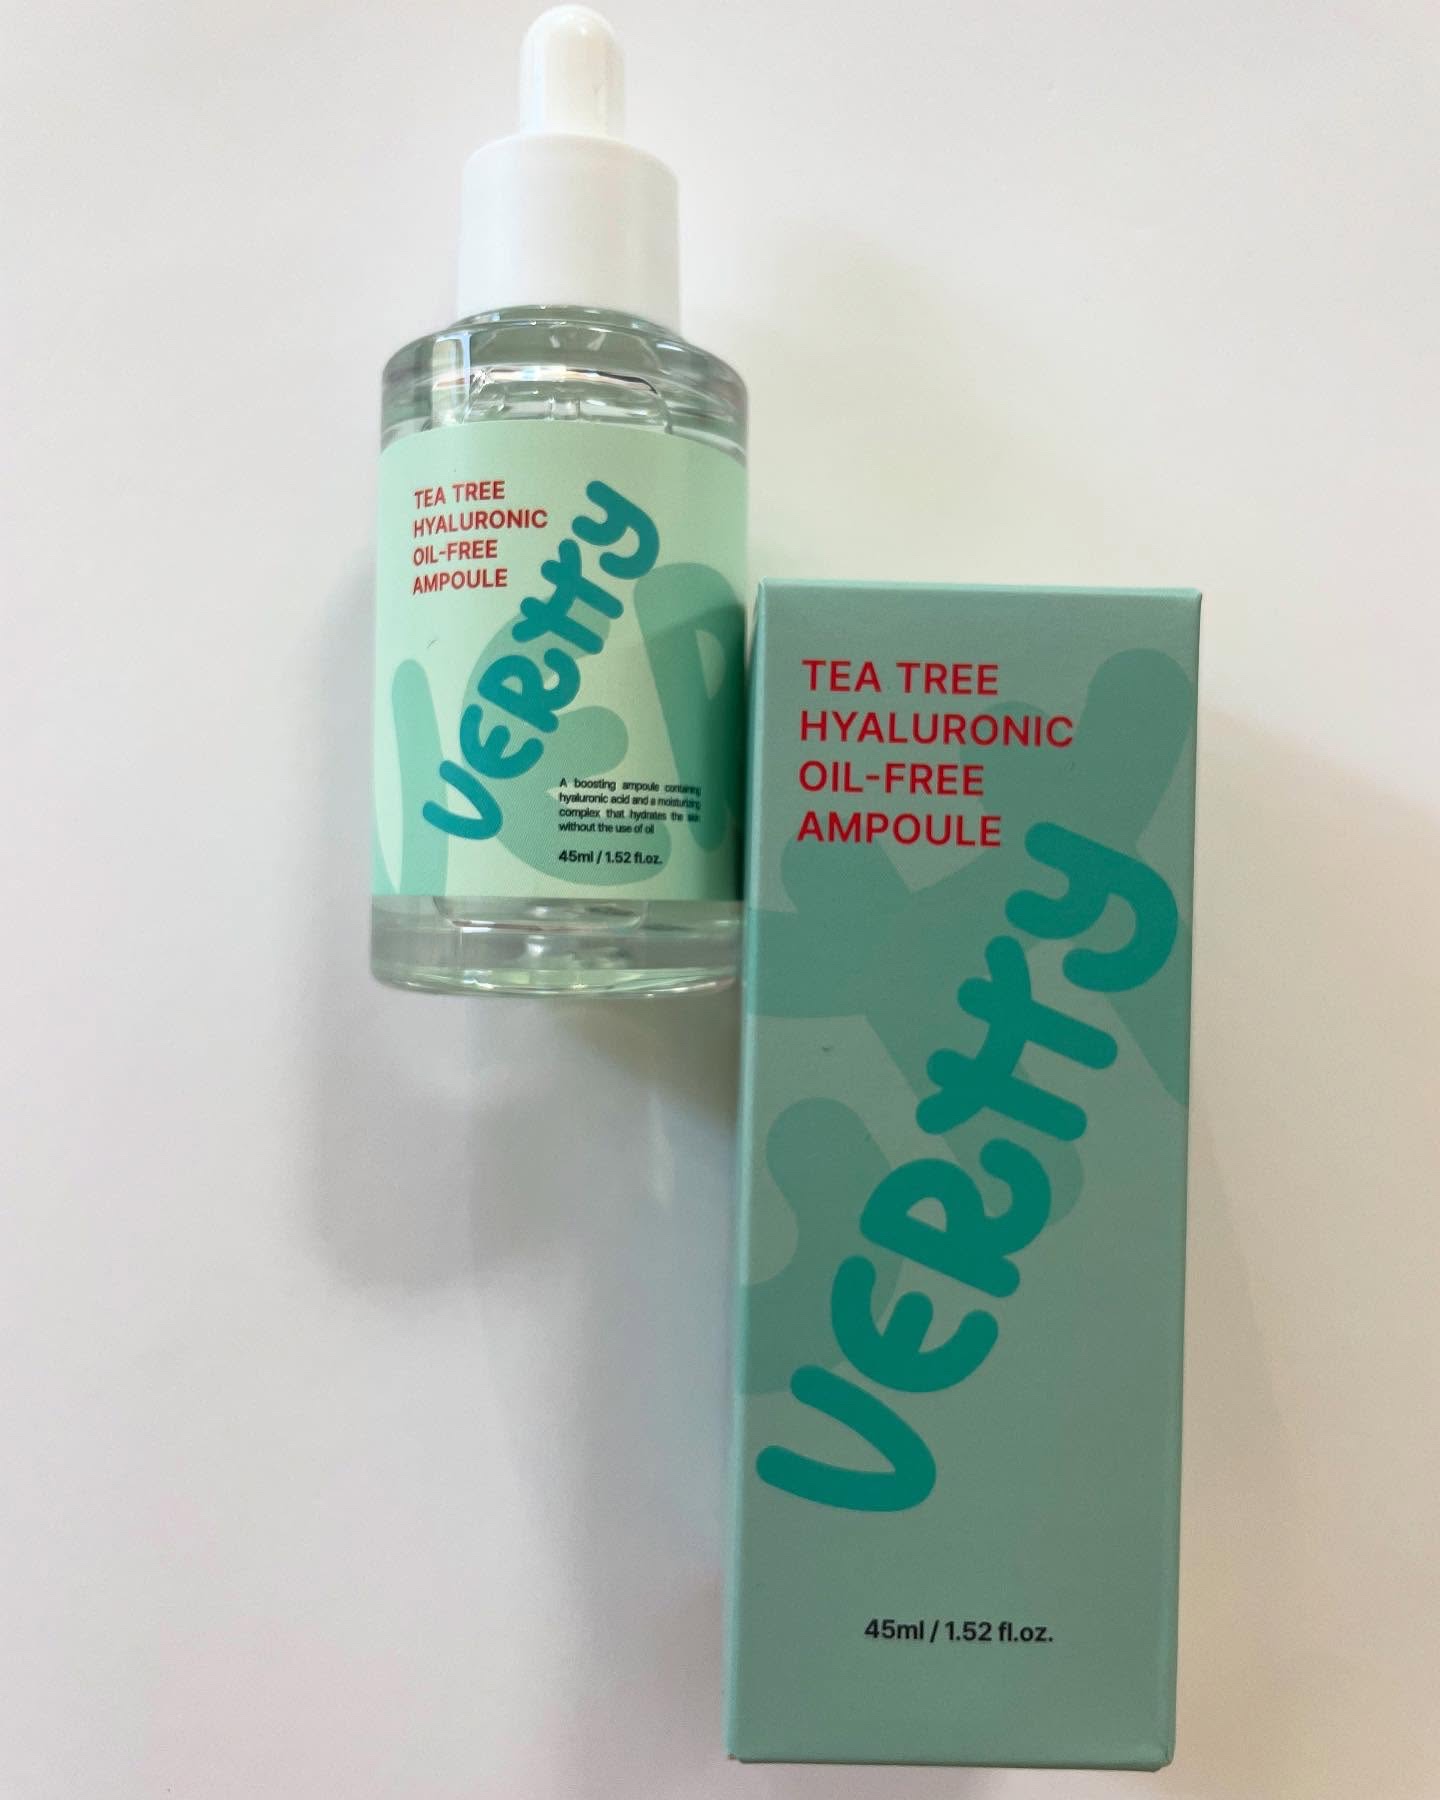 TEA TREE
HYALURONIC
OIL-FREE
AMPOULE
VERTTY
A boosting ampoule containing
hyaluronic acid and a moisturizing
complex that hydrates the skin
without the use of oil
45ml / 1.52 fl.oz.
TEA TREE
HYALURONIC
OIL-FREE
AMPOULE
VERTTY
45ml / 1.52 fl.oz.